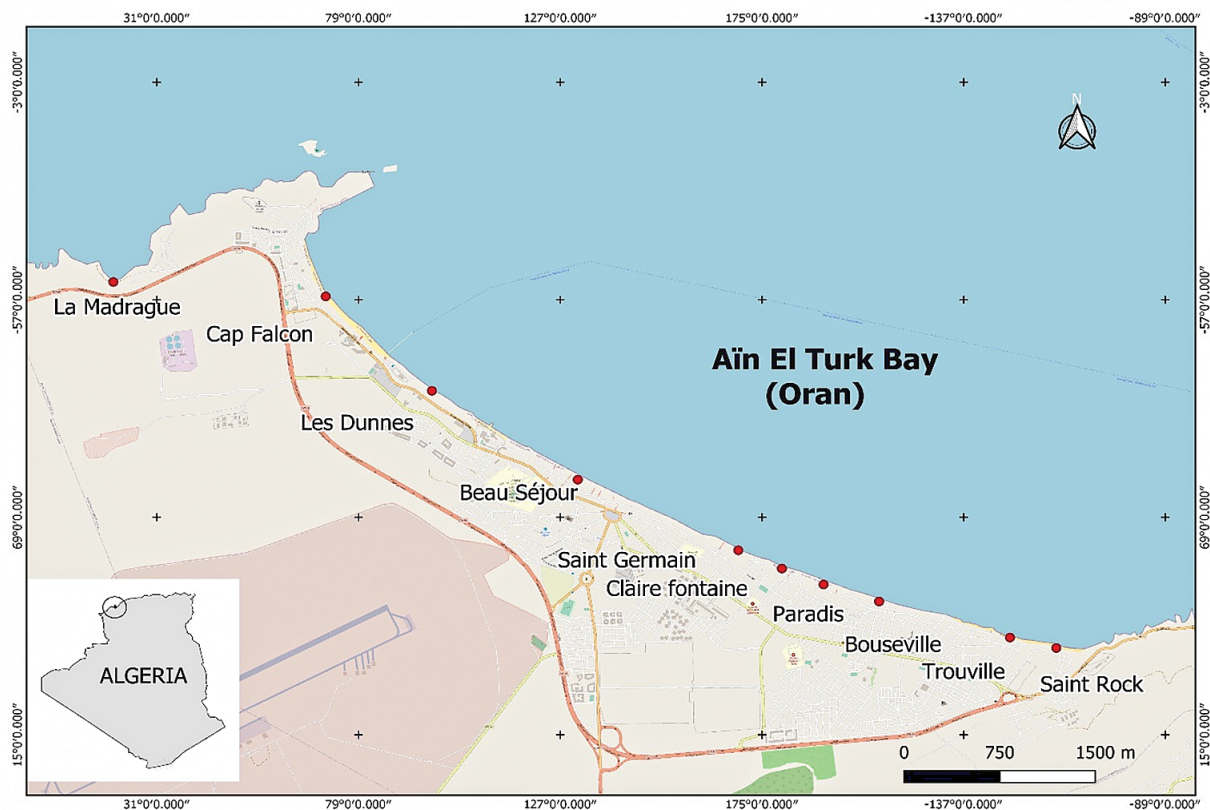 31°0'0.000"
79°0'0.000"
127°0'0.000"
175°0'0.000"
-137°0'0.000"
-89°0'0.000"
-3°0'0.000"
-3°0'0.000"
N
La Madrague
-57°0'0.000"
-57°0'0.000"
Cap Falcon
Aïn El Turk Bay
(Oran)
Les Dunnes
Beau Séjour
69°0'0.000"
69°0'0.000"
Saint Germain
Claire fontaine
Paradis
Bouseville
Trouville
Saint Rock
ALGERIA
15°0'0.000"
15°0'0.000"
0 750 1500 m
31°0'0.000"
79°0'0.000"
127°0'0.000"
175°0'0.000"
-137°0'0.000"
-89°0'0.000"